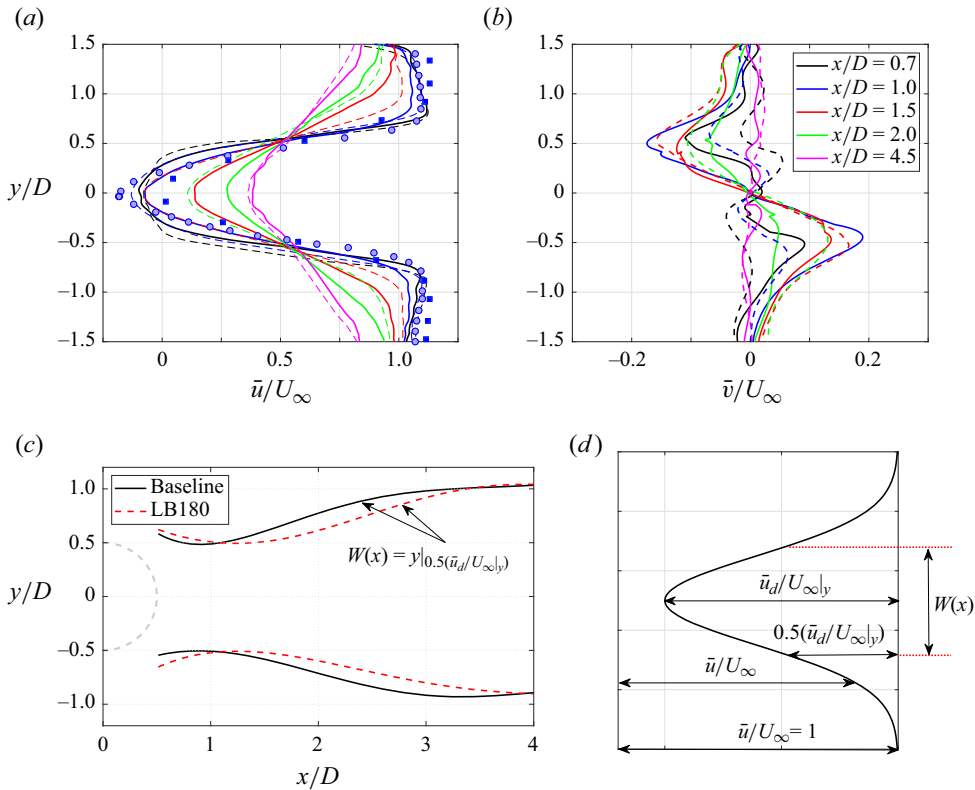 (a)
1.5
1.0
0.5
0
–0.5
–1.0
–1.5
y/D
0
0.5
1.0
ū/U∞
(b)
1.5
1.0
0.5
0
–0.5
–1.0
–1.5
x/D = 0.7
x/D = 1.0
x/D = 1.5
x/D = 2.0
x/D = 4.5
–0.2
0
0.2
v̄/U∞
(c)
1.0
0.5
0
–0.5
–1.0
y/D
Baseline
LB180
W(x) = y|0.5(ūd/U∞|y)
0
1
2
3
4
x/D
(d)
ūd/U∞|y
W(x)
0.5(ūd/U∞|y)
ū/U∞
ū/U∞= 1